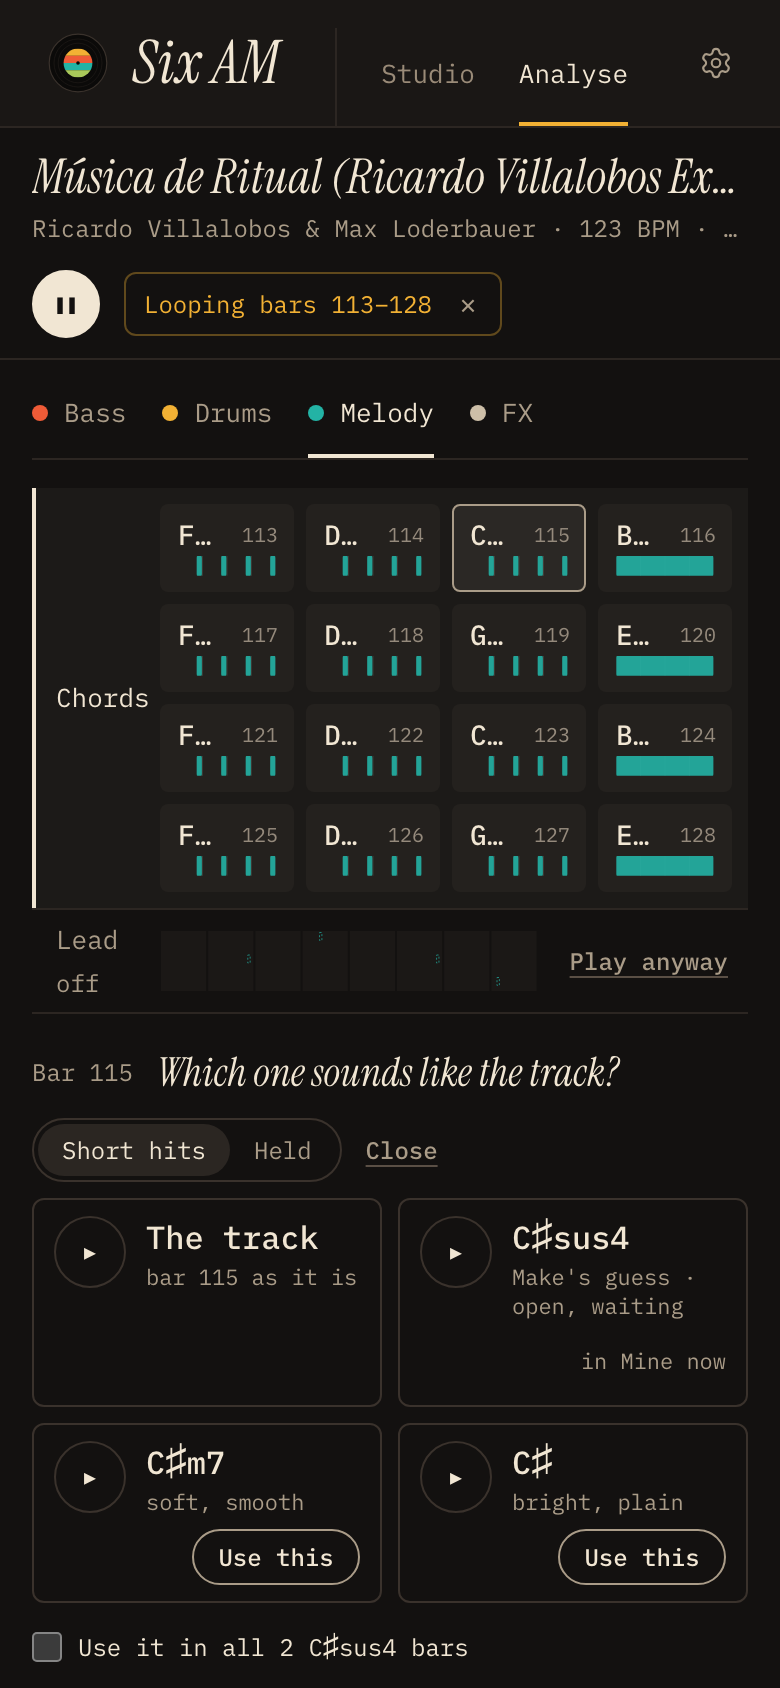 Six AM
Studio
Analyse
Música de Ritual (Ricardo Villalobos Ex…
Ricardo Villalobos & Max Loderbauer · 123 BPM · …
Looping bars 113–128 ×
Bass
Drums
Melody
FX
Chords
F… 113
D… 114
C… 115
B… 116
F… 117
D… 118
G… 119
E… 120
F… 121
D… 122
C… 123
B… 124
F… 125
D… 126
G… 127
E… 128
Lead
off
Play anyway
Bar 115 Which one sounds like the track?
Short hits
Held
Close
The track
bar 115 as it is
C♯sus4
Make's guess ·
open, waiting
in Mine now
C♯m7
soft, smooth
Use this
C♯
bright, plain
Use this
Use it in all 2 C♯sus4 bars